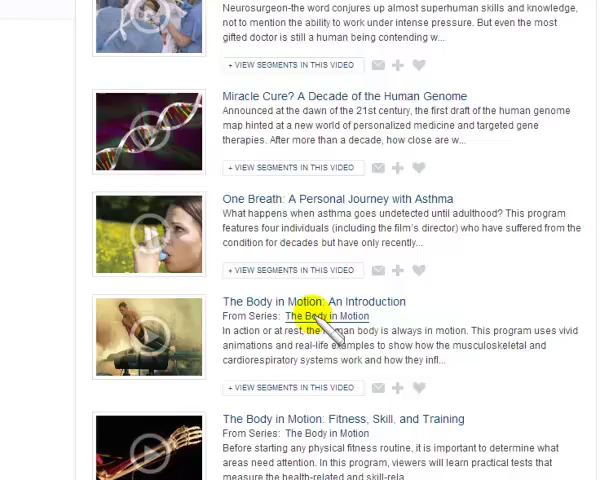 Neurosurgeon-the word conjures up almost superhuman skills and knowledge,
not to mention the ability to work under intense pressure. But even the most
gifted doctor is still a human being contending w...
+ VIEW SEGMENTS IN THIS VIDEO
Miracle Cure? A Decade of the Human Genome
Announced at the dawn of the 21st century, the first draft of the human genome
map hinted at a new world of personalized medicine and targeted gene
therapies. After more than a decade, how close are w...
+ VIEW SEGMENTS IN THIS VIDEO
One Breath: A Personal Journey with Asthma
What happens when asthma goes undetected until adulthood? This program
features four individuals (including the film's director) who have suffered from the
condition for decades but have only recently...
+ VIEW SEGMENTS IN THIS VIDEO
The Body in Motion: An Introduction
From Series: The Body in Motion
In action or at rest, the human body is always in motion. This program uses vivid
animations and real-life examples to show how the musculoskeletal and
cardiorespiratory systems work and how they infl...
+ VIEW SEGMENTS IN THIS VIDEO
The Body in Motion: Fitness, Skill, and Training
From Series: The Body in Motion
Before starting any physical fitness routine, it is important to determine what
areas need attention. In this program, viewers will learn practical tests that
measure the health-related and skill-rela